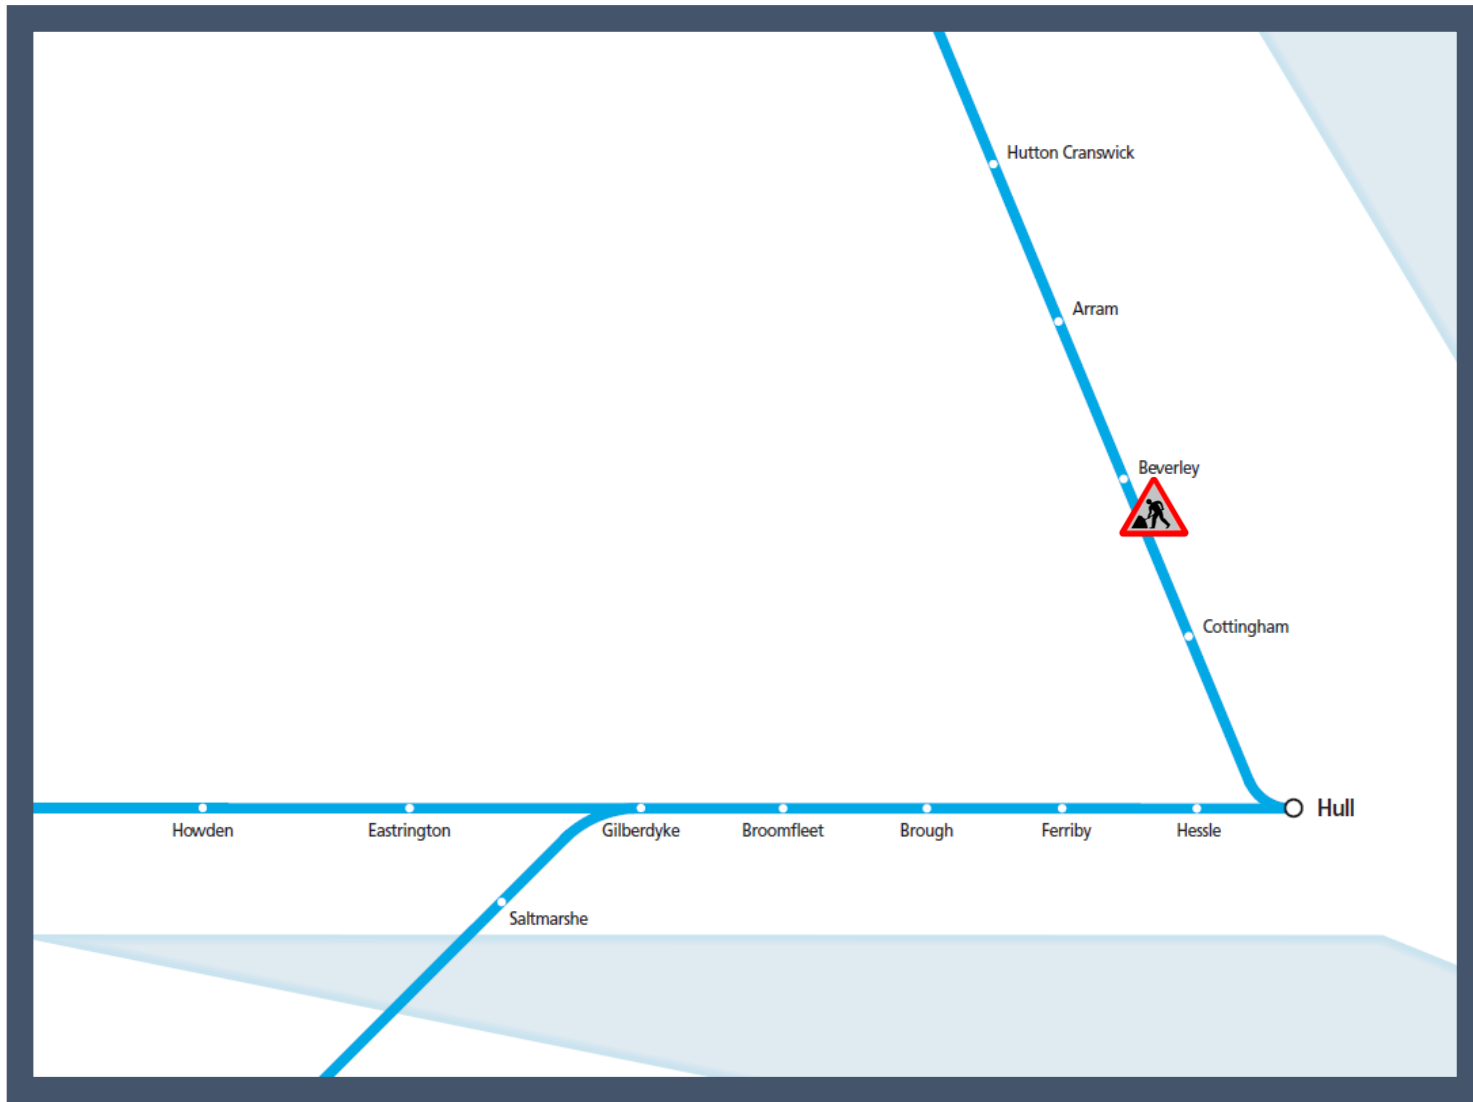 Hutton Cranswick
Arram
Beverley
Cottingham
Hull
Howden
Eastrington
Gilberdyke
Broomfleet
Brough
Ferriby
Hessle
Saltmarshe